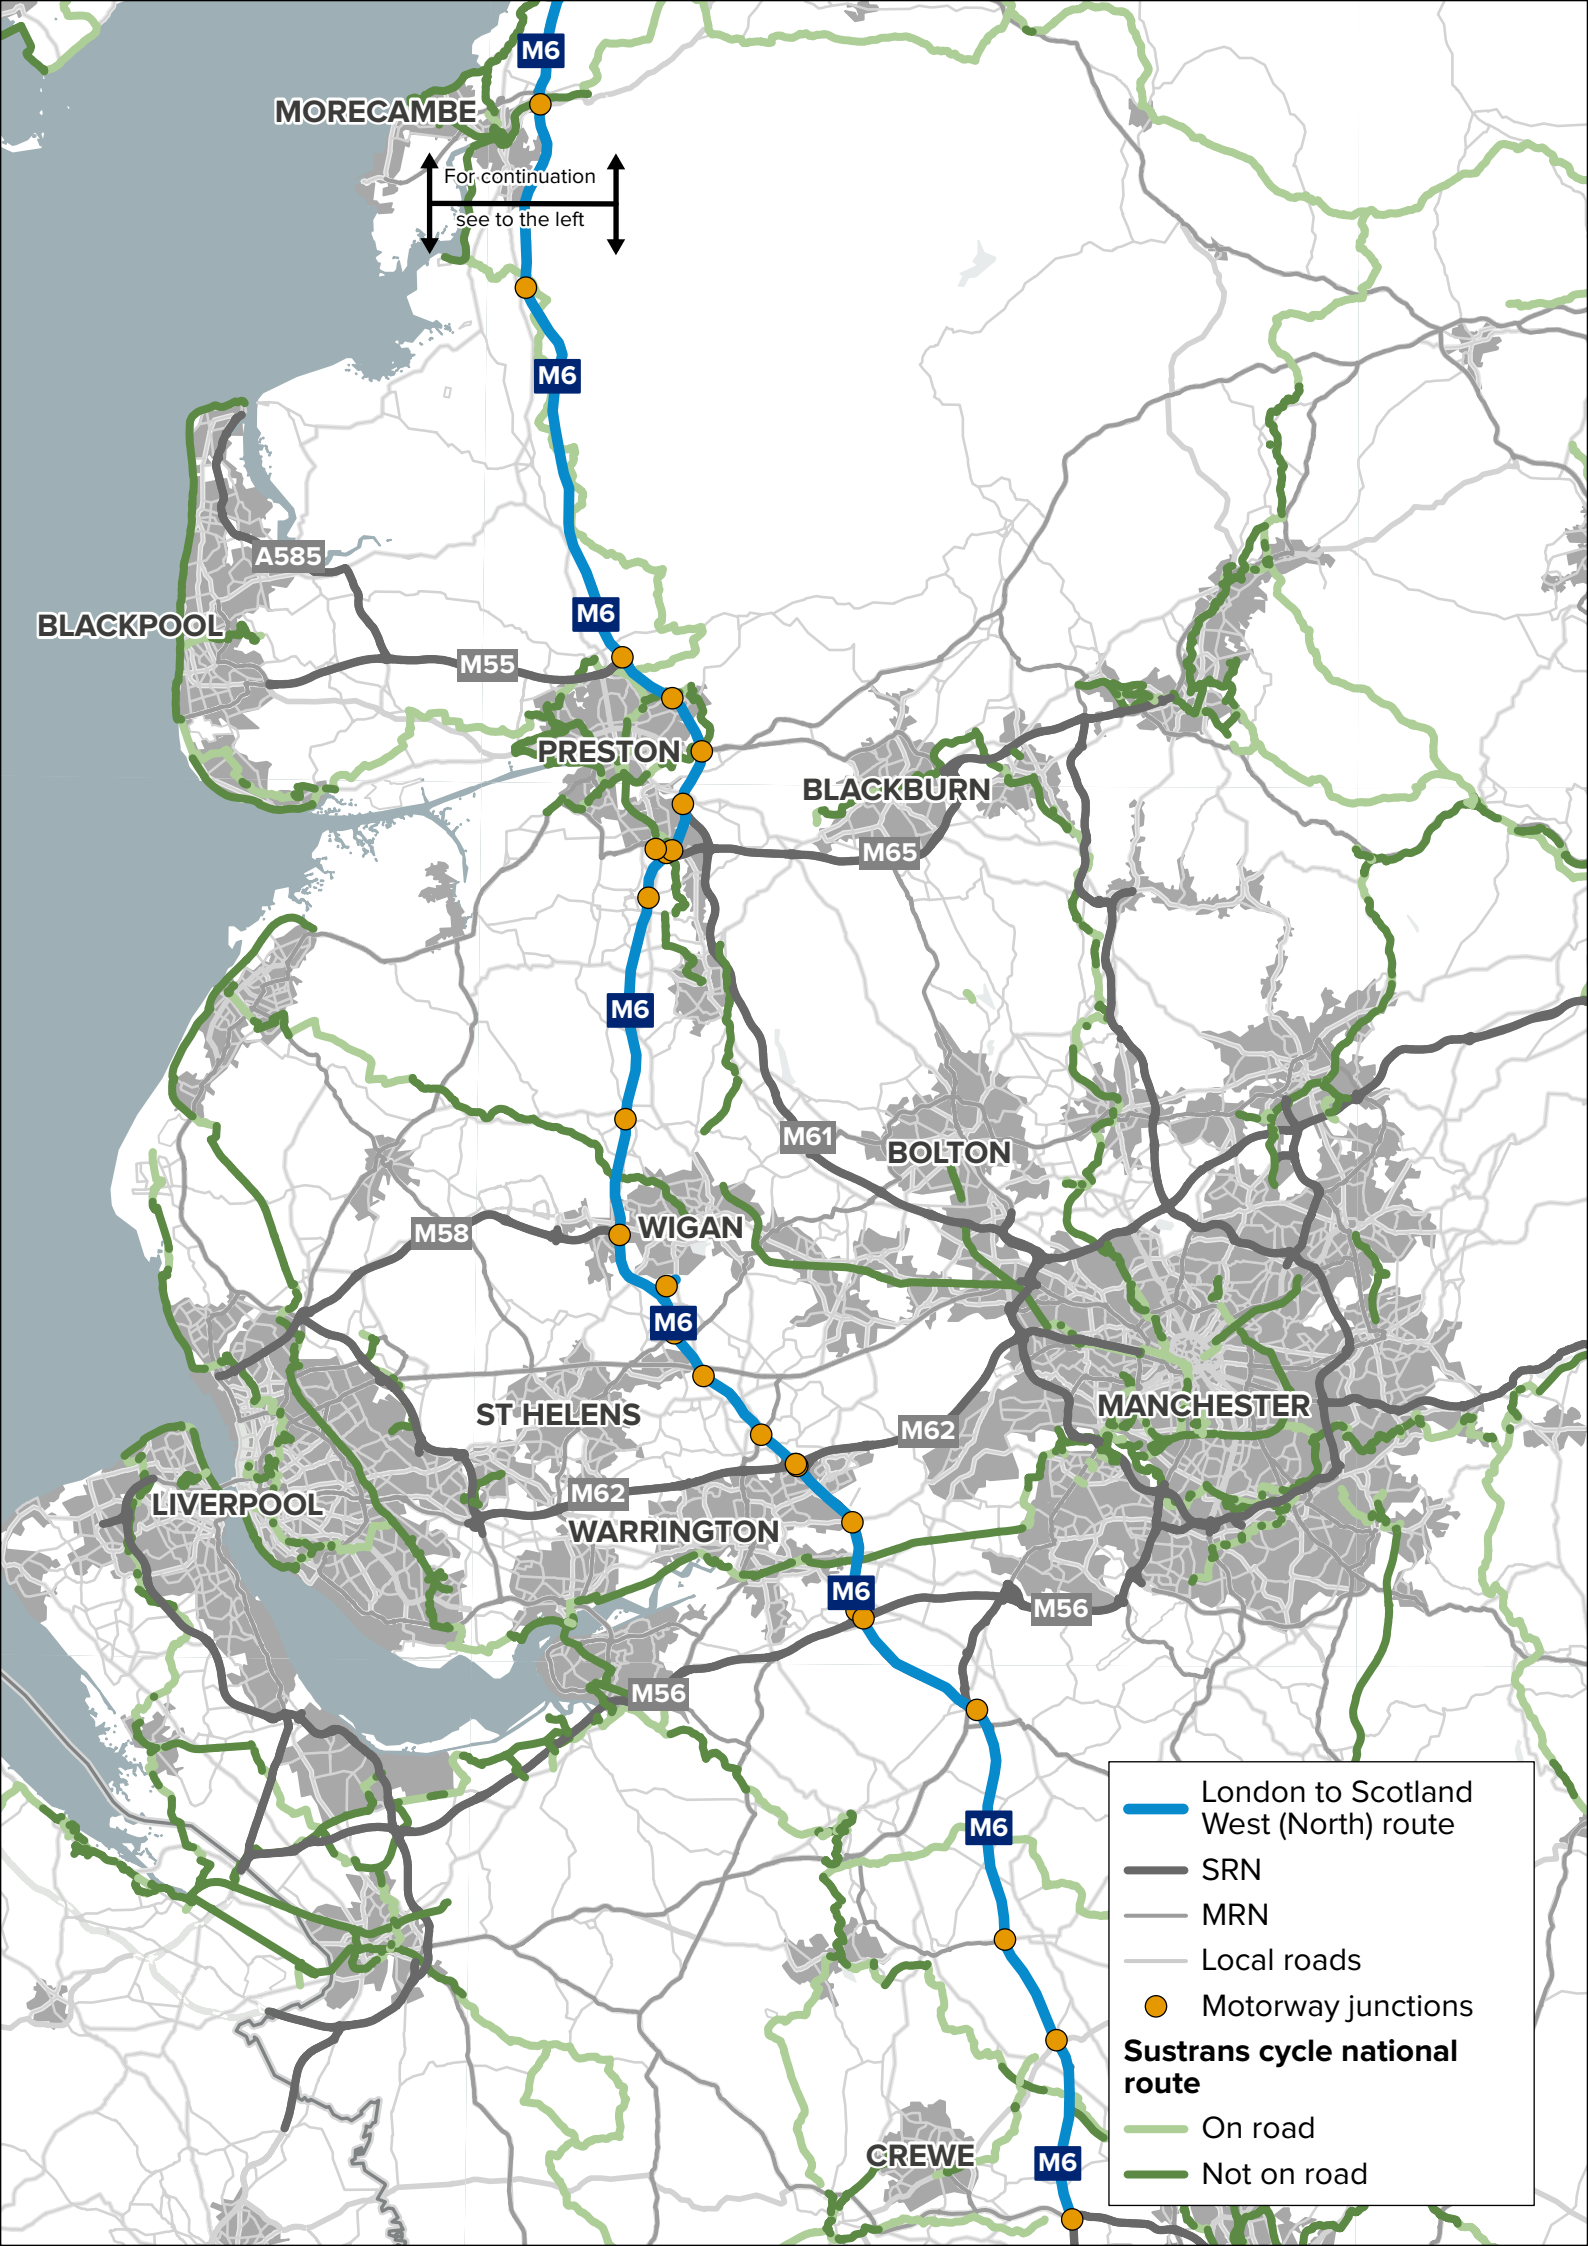 M6
MORECAMBE
For continuation
see to the left
M6
A585
M6
BLACKPOOL
M55
PRESTON
BLACKBURN
M65
M6
M61
BOLTON
WIGAN
M58
M6
MANCHESTER
ST HELENS
M62
M62
LIVERPOOL
WARRINGTON
M6
M56
M56
London to Scotland
West (North) route
M6
SRN
MRN
Local roads
Motorway junctions
Sustrans cycle national
route
On road
CREWE
M6
Not on road